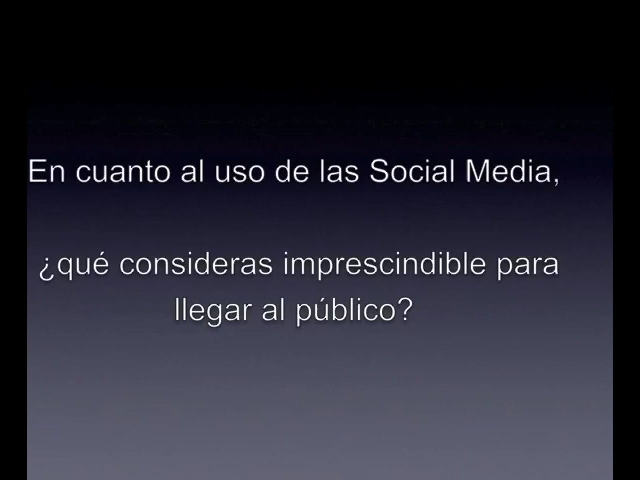 En cuanto al uso de las Social Media,
¿qué consideras imprescindible para
llegar al público?